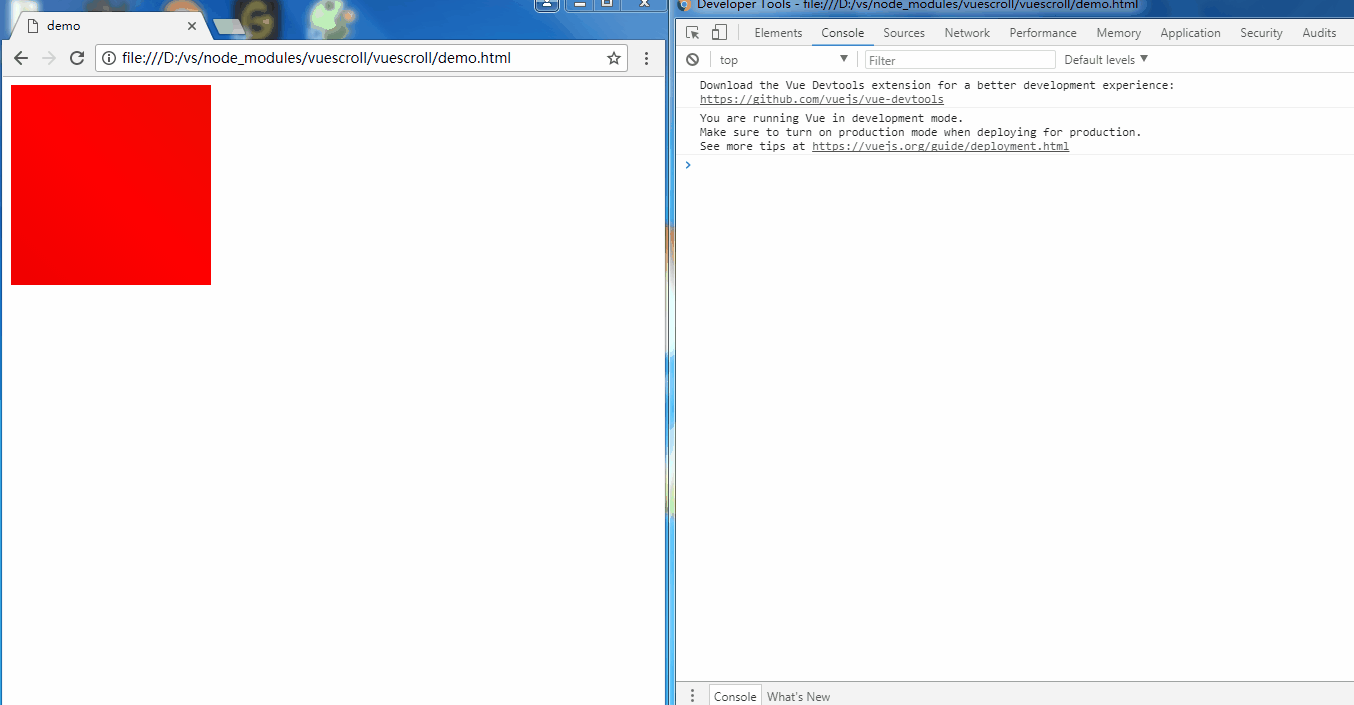 demo
file:///D:/vs/node_modules/vuescroll/vuescroll/demo.html
Developer Tools - file:///D:/vs/node_modules/vuescroll/vuescroll/demo.html
Elements Console Sources Network Performance Memory Application Security Audits
top Filter Default levels
Download the Vue Devtools extension for a better development experience:
https://github.com/vuejs/vue-devtools
You are running Vue in development mode.
Make sure to turn on production mode when deploying for production.
See more tips at https://vuejs.org/guide/deployment.html
Console What's New